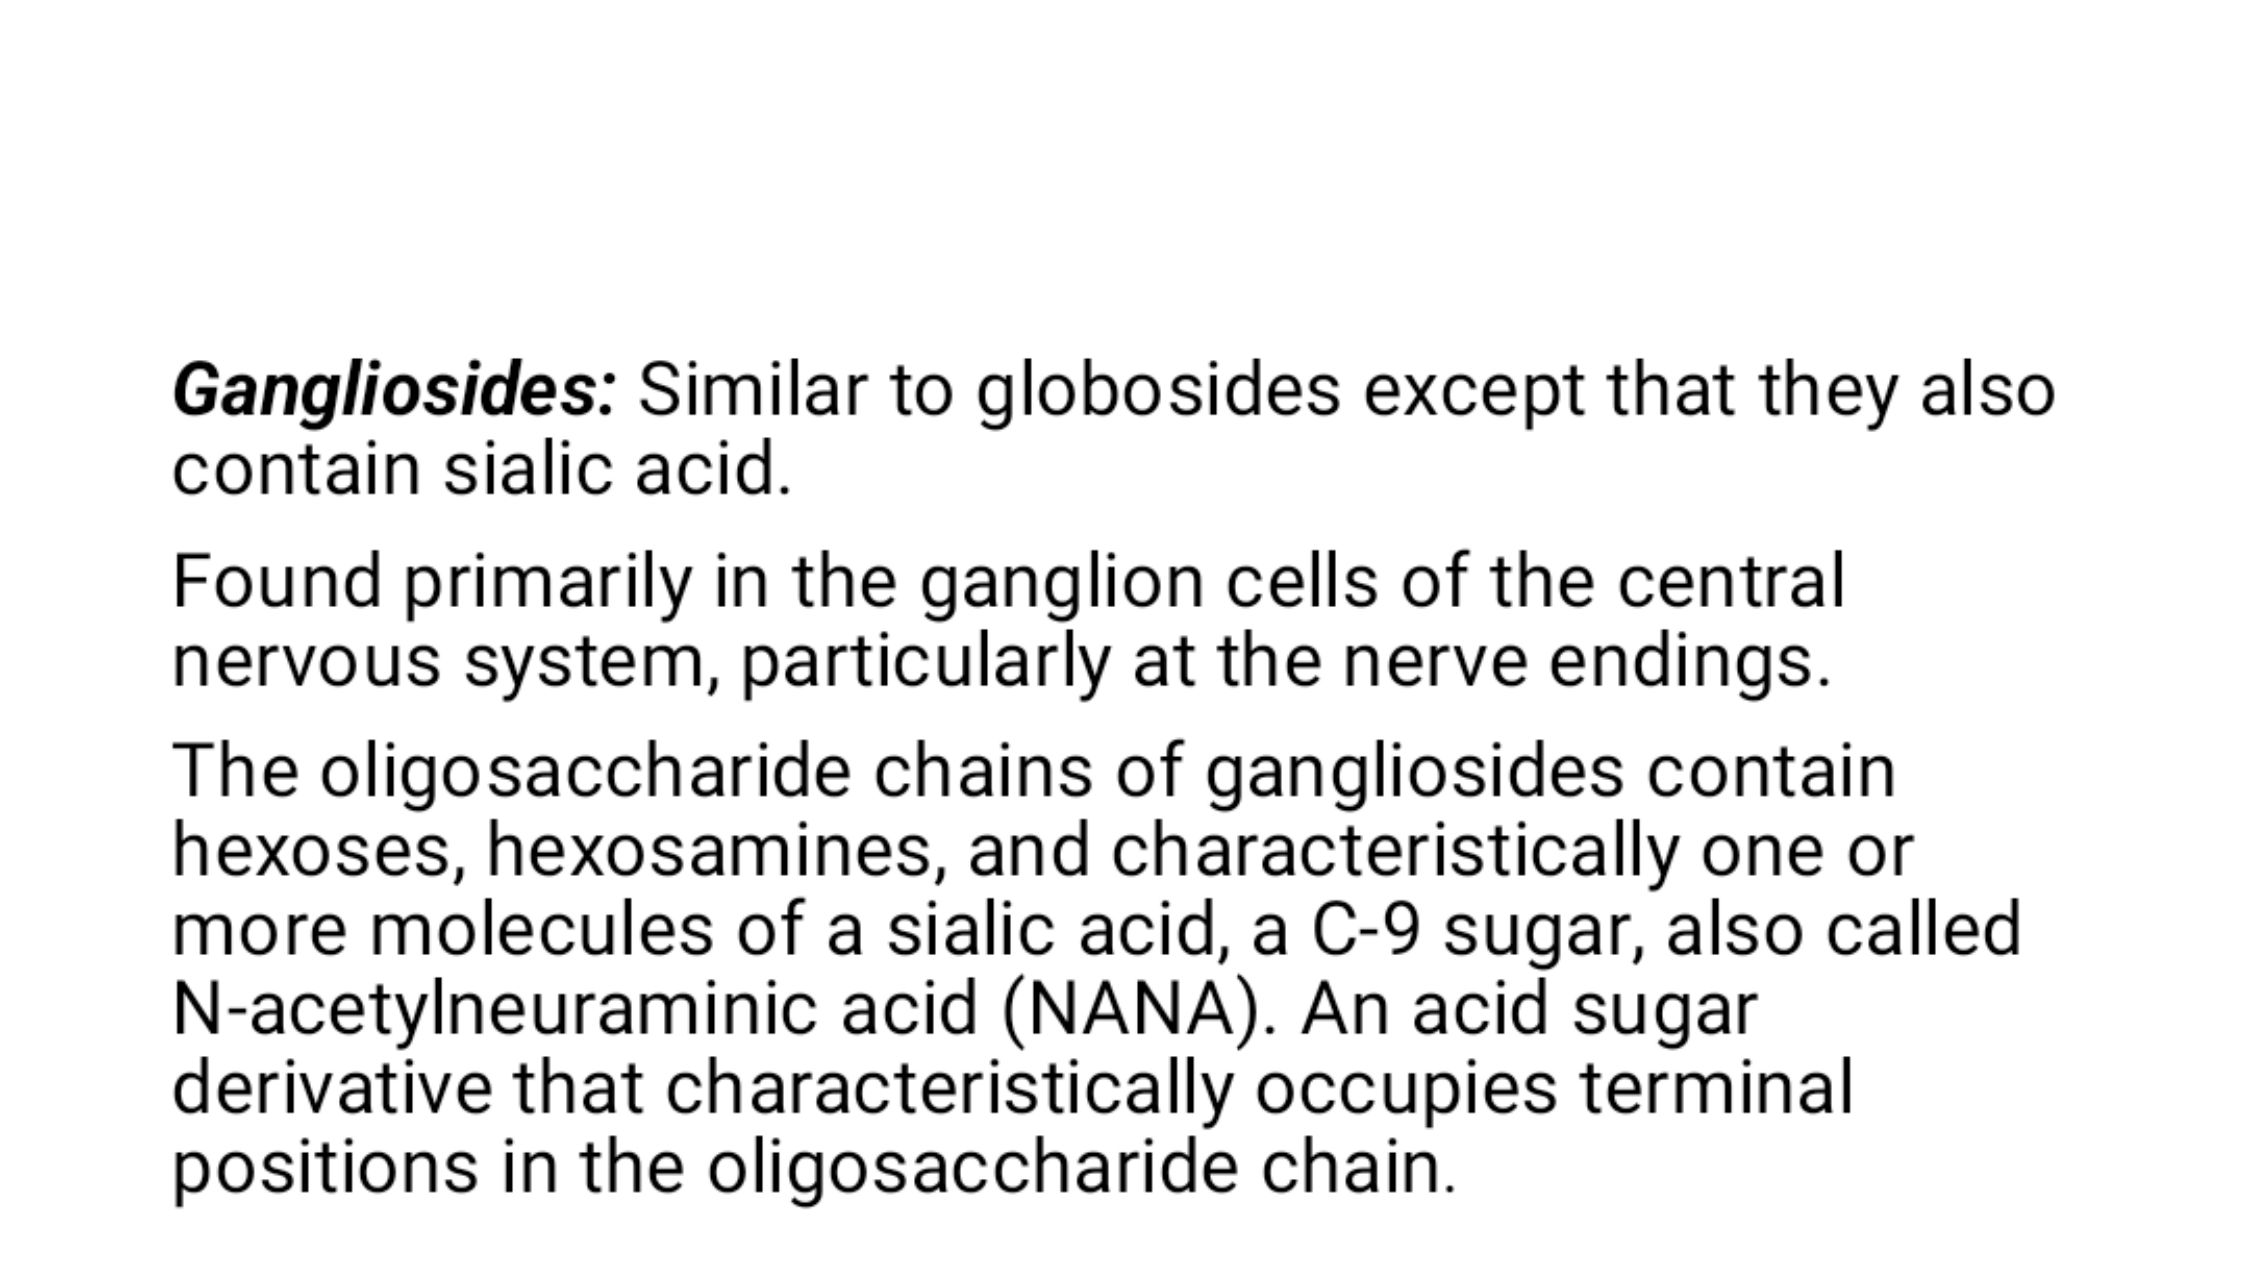 Gangliosides: Similar to globosides except that they also
contain sialic acid.
Found primarily in the ganglion cells of the central
nervous system, particularly at the nerve endings.
The oligosaccharide chains of gangliosides contain
hexoses, hexosamines, and characteristically one or
more molecules of a sialic acid, a C-9 sugar, also called
N-acetylneuraminic acid (NANA). An acid sugar
derivative that characteristically occupies terminal
positions in the oligosaccharide chain.